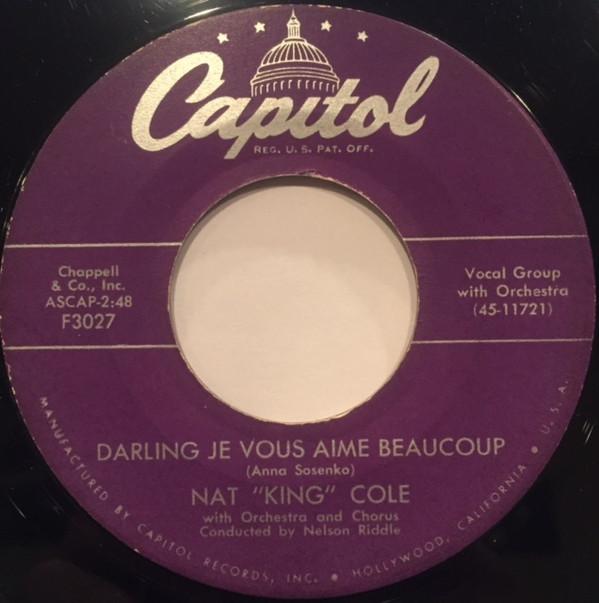 Capitol
REG. U.S. PAT. OFF.
Chappell
& Co., Inc.
ASCAP-2:48
F3027
Vocal Group
with Orchestra
(45-11721)
DARLING JE VOUS AIME BEAUCOUP
(Anna Sosenko)
NAT "KING" COLE
with Orchestra and Chorus
Conducted by Nelson Riddle
MANUFACTURED BY CAPITOL RECORDS, INC. • HOLLYWOOD, CALIFORNIA • U.S.A.